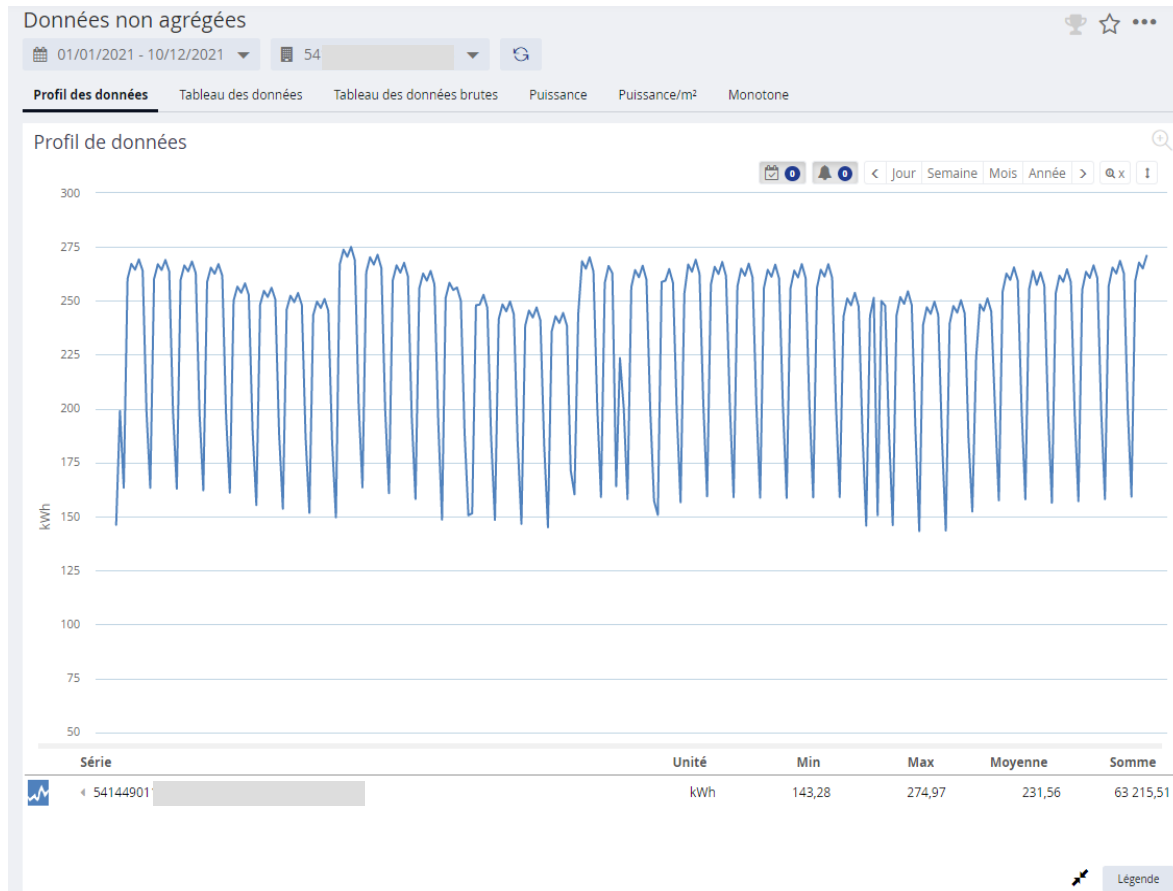 Données non agrégées
01/01/2021 - 10/12/2021 54
Profil des données Tableau des données Tableau des données brutes Puissance Puissance/m² Monotone
Profil de données
0 0 < Jour Semaine Mois Année > x
300
275
250
225
200
175
kWh
150
125
100
75
50
Série Unité Min Max Moyenne Somme
54144901 kWh 143,28 274,97 231,56 63 215,51
Légende